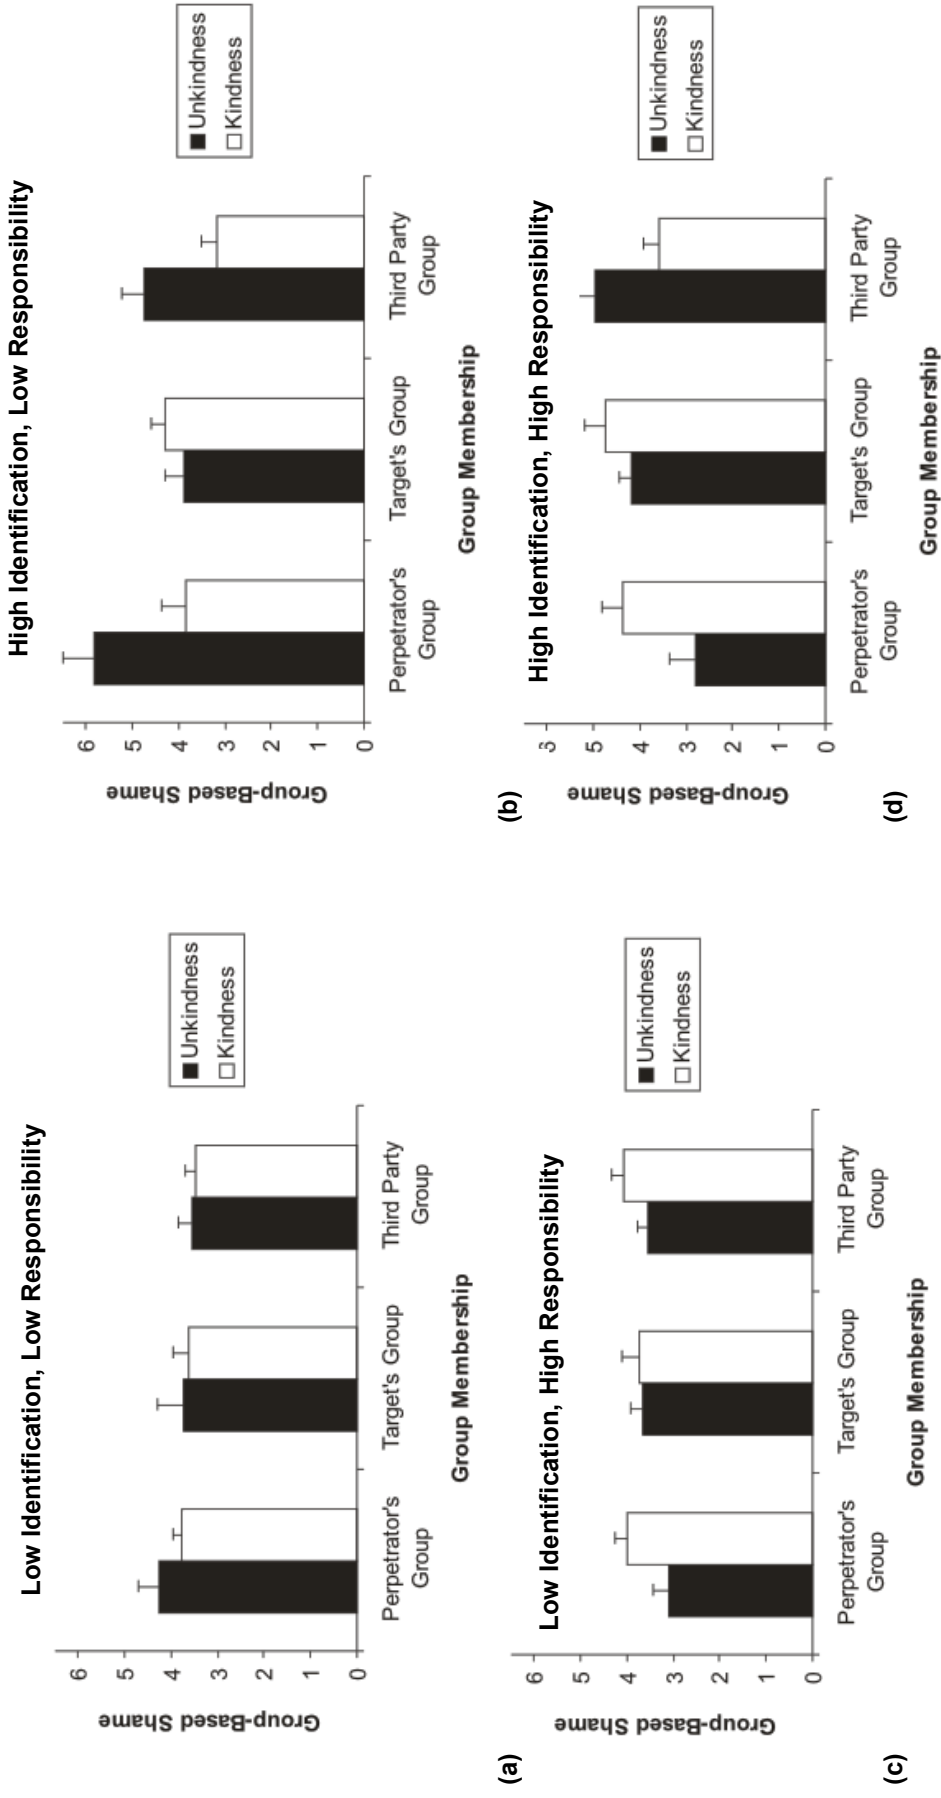 Low Identification, Low Responsibility
Group-Based Shame
6
5
4
3
2
1
0
Perpetrator's
Group
Target's Group
Third Party
Group
Group Membership
Unkindness
Kindness
(a)
High Identification, Low Responsibility
Group-Based Shame
6
5
4
3
2
1
0
Perpetrator's
Group
Target's Group
Third Party
Group
Group Membership
Unkindness
Kindness
(b)
Low Identification, High Responsibility
Group-Based Shame
6
5
4
3
2
1
0
Perpetrator's
Group
Target's Group
Third Party
Group
Group Membership
Unkindness
Kindness
(c)
High Identification, High Responsibility
Group-Based Shame
5
4
3
2
1
0
Perpetrator's
Group
Target's Group
Third Party
Group
Group Membership
Unkindness
Kindness
(d)